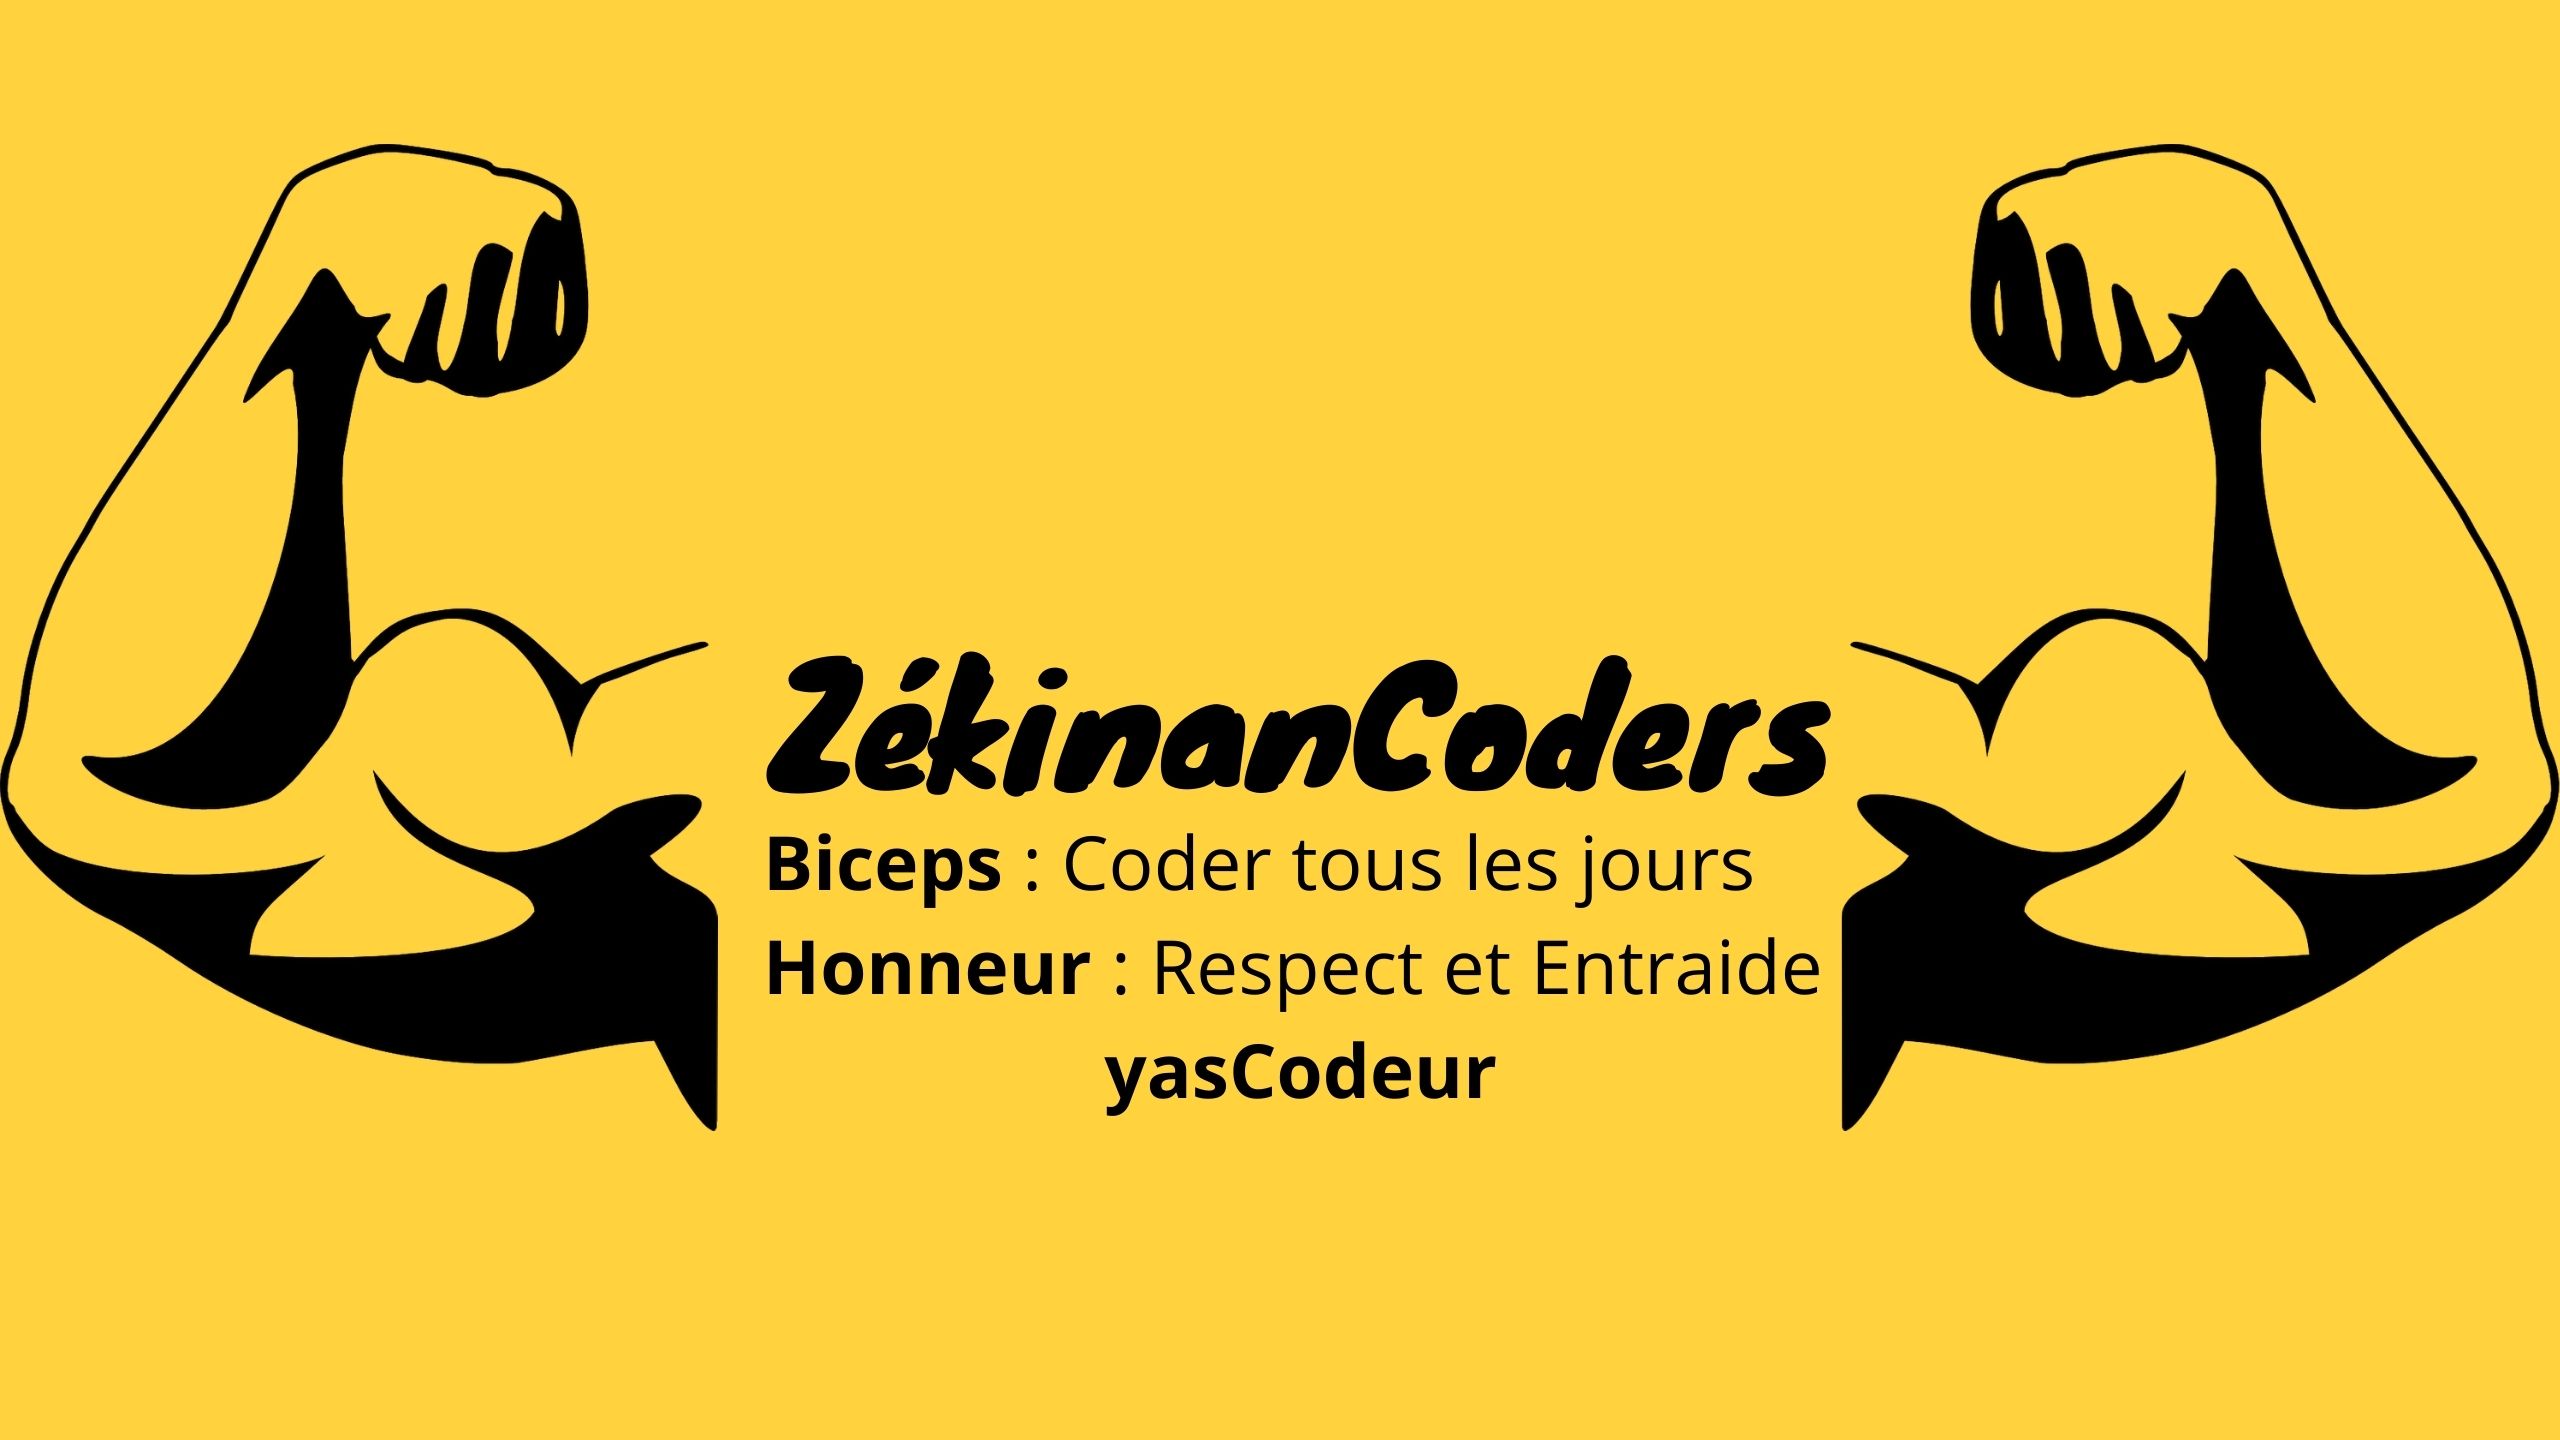 ZékinanCoders
Biceps : Coder tous les jours
Honneur : Respect et Entraide
yasCodeur